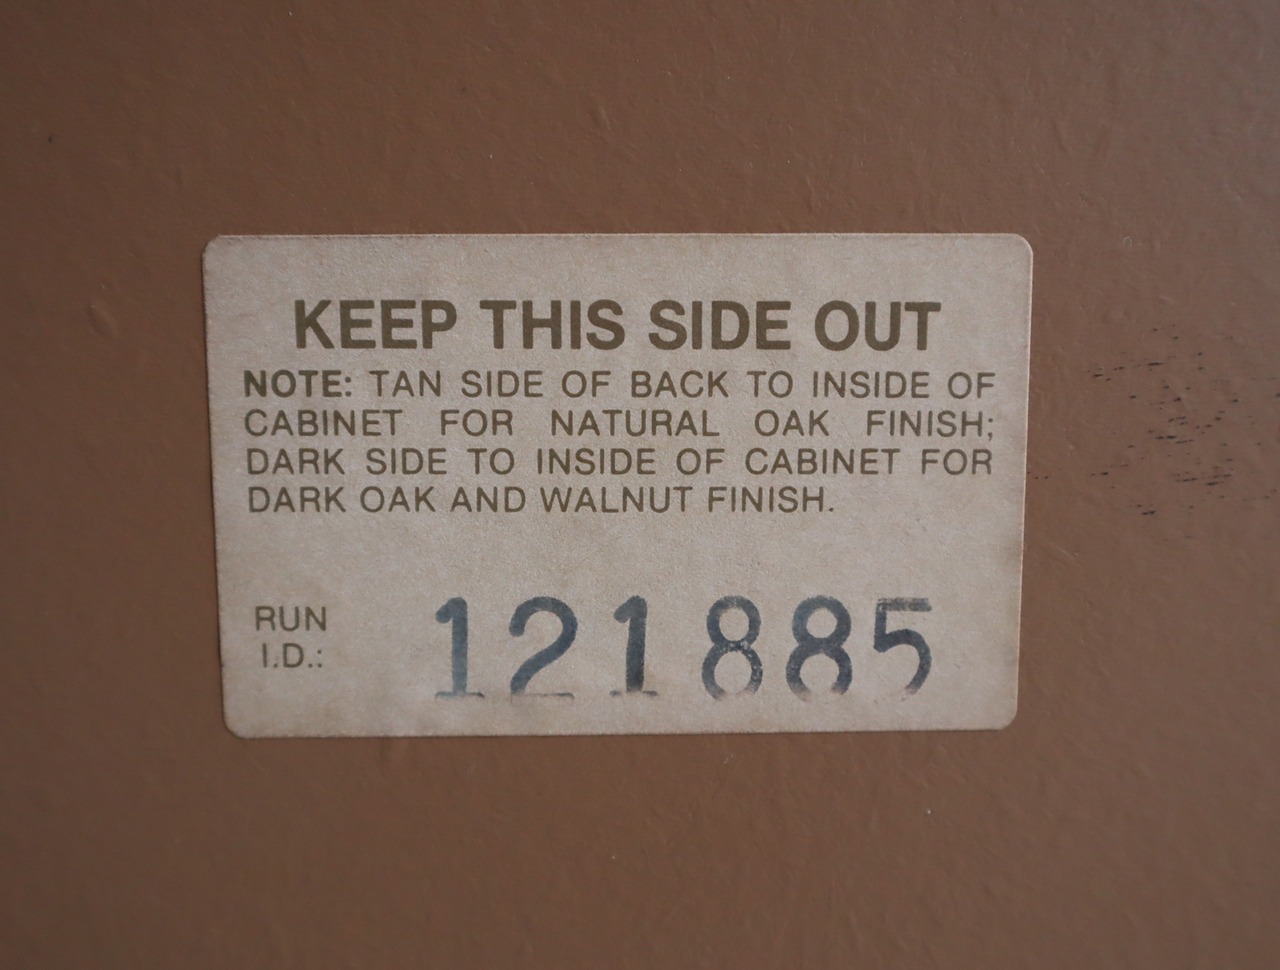 KEEP THIS SIDE OUT
NOTE: TAN SIDE OF BACK TO INSIDE OF
CABINET FOR NATURAL OAK FINISH;
DARK SIDE TO INSIDE OF CABINET FOR
DARK OAK AND WALNUT FINISH.
RUN
I.D.: 121885